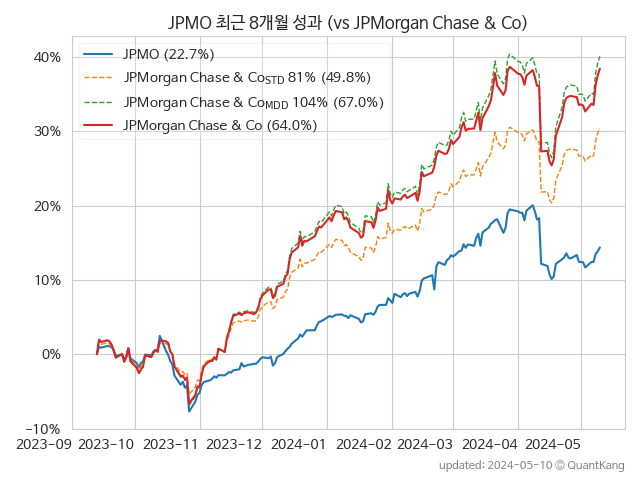 JPMO 최근 8개월 성과 (vs JPMorgan Chase & Co)
JPMO (22.7%)
JPMorgan Chase & CoSTD 81% (49.8%)
JPMorgan Chase & CoMDD 104% (67.0%)
JPMorgan Chase & Co (64.0%)
40%
30%
20%
10%
0%
−10%
2023-09 2023-10 2023-11 2023-12 2024-01 2024-02 2024-03 2024-04 2024-05
updated: 2024-05-10 © QuantKang